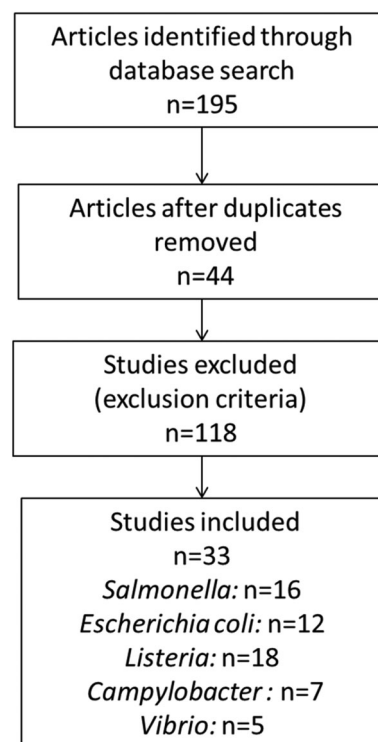 Articles identified through
database search
n=195
Articles after duplicates
removed
n=44
Studies excluded
(exclusion criteria)
n=118
Studies included
n=33
Salmonella: n=16
Escherichia coli: n=12
Listeria: n=18
Campylobacter : n=7
Vibrio: n=5